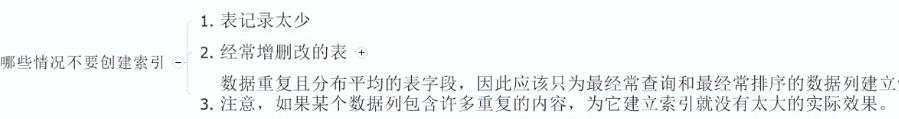 哪些情况不要创建索引
1. 表记录太少
2. 经常增删改的表
数据重复且分布平均的表字段，因此应该只为最经常查询和最经常排序的数据列建立
3. 注意，如果某个数据列包含许多重复的内容，为它建立索引就没有太大的实际效果。